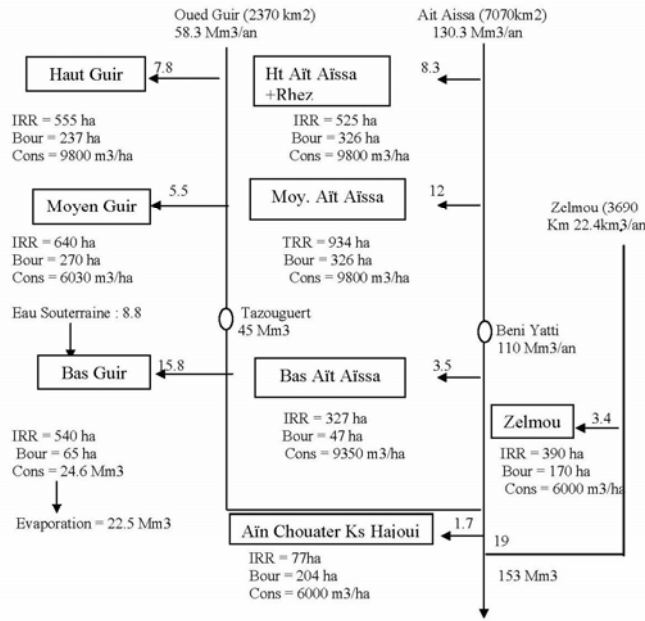 Oued Guir (2370 km2)
58.3 Mm3/an
Ait Aissa (7070km2)
130.3 Mm3/an
Haut Guir
7.8
IRR = 555 ha
Bour = 237 ha
Cons = 9800 m3/ha
Ht Aït Aïssa
+Rhez
8.3
IRR = 525 ha
Bour = 326 ha
Cons = 9800 m3/ha
Moyen Guir
5.5
IRR = 640 ha
Bour = 270 ha
Cons = 6030 m3/ha
Moy. Aït Aïssa
12
TRR = 934 ha
Bour = 326 ha
Cons = 9800 m3/ha
Zelmou (3690
Km 22.4km3/an)
Eau Souterraine : 8.8
Tazouguert
45 Mm3
Beni Yatti
110 Mm3/an
Bas Guir
15.8
IRR = 540 ha
Bour = 65 ha
Cons = 24.6 Mm3
Evaporation = 22.5 Mm3
Bas Aït Aïssa
3.5
IRR = 327 ha
Bour = 47 ha
Cons = 9350 m3/ha
Zelmou
3.4
IRR = 390 ha
Bour = 170 ha
Cons = 6000 m3/ha
Aïn Chouater Ks Hajoui
1.7
19
IRR = 77ha
Bour = 204 ha
Cons = 6000 m3/ha
153 Mm3